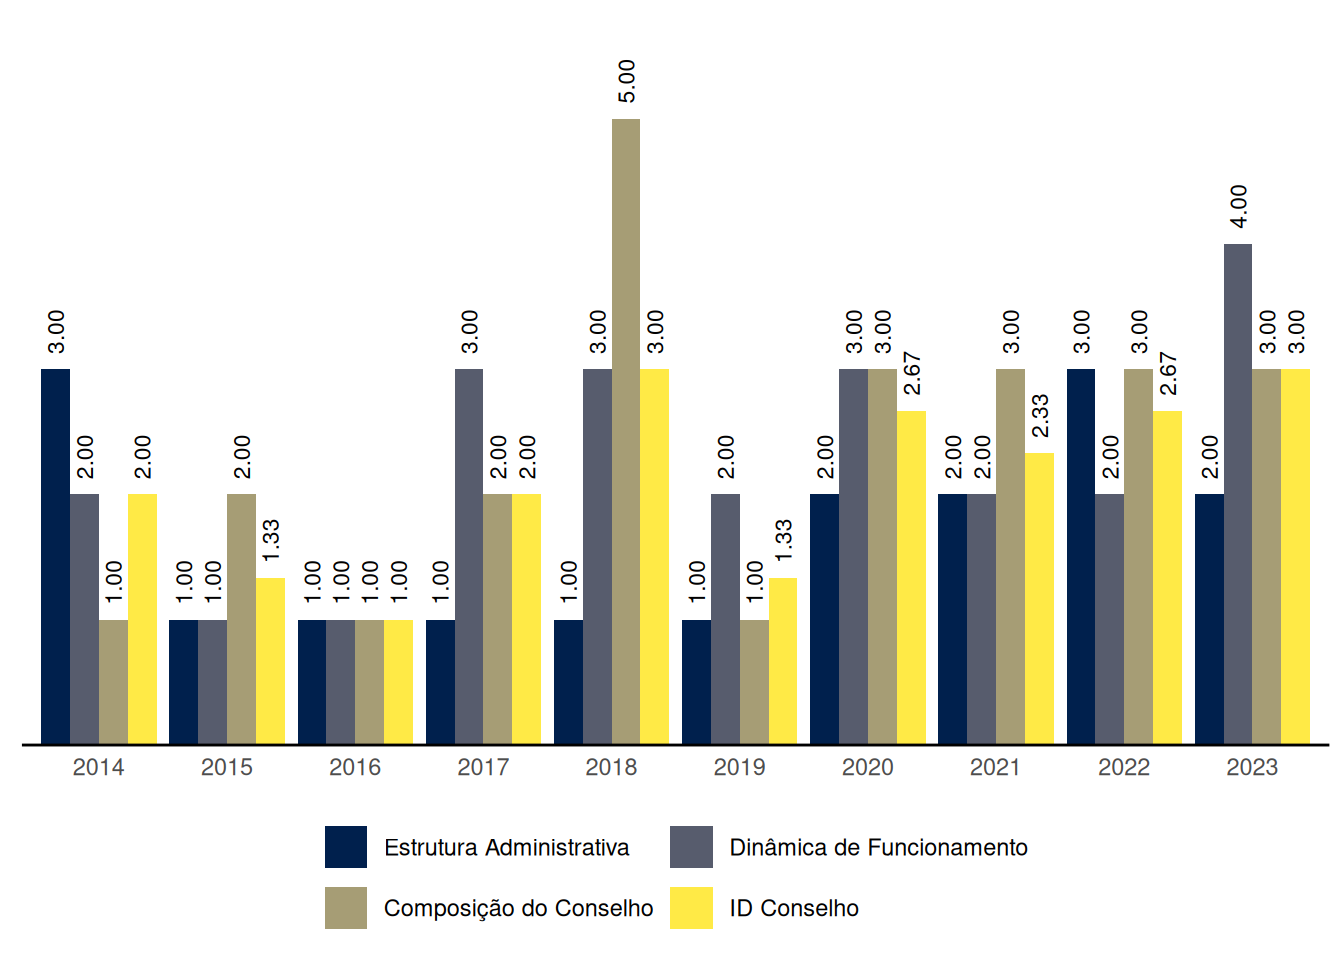 5.00
4.00
3.00 3.00 3.00 3.00 3.00 3.00 3.00 3.00 3.00 3.00 3.00
2.67 2.67
2.33
2.00 2.00 2.00 2.00 2.00 2.00 2.00 2.00 2.00 2.00 2.00
1.33 1.33
1.00 1.00 1.00 1.00 1.00 1.00 1.00 1.00 1.00 1.00 1.00
2014 2015 2016 2017 2018 2019 2020 2021 2022 2023
Estrutura Administrativa Dinâmica de Funcionamento
Composição do Conselho ID Conselho